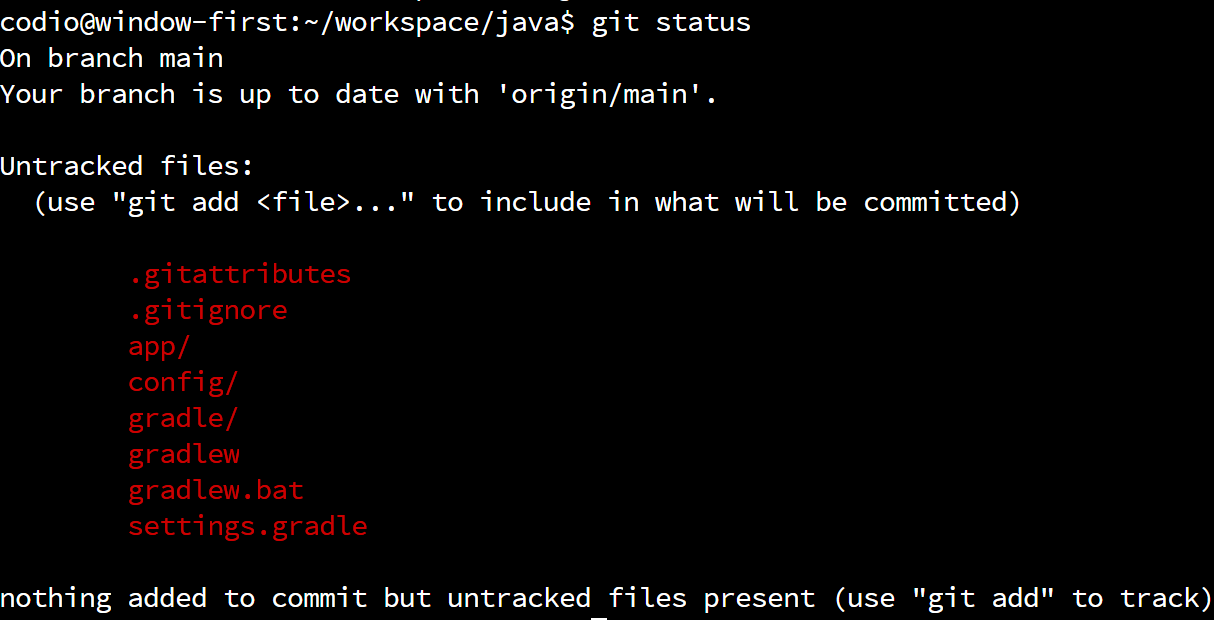 codio@window-first:~/workspace/java$ git status
On branch main
Your branch is up to date with 'origin/main'.
Untracked files:
(use "git add <file>..." to include in what will be committed)
.gitattributes
.gitignore
app/
config/
gradle/
gradlew
gradlew.bat
settings.gradle
nothing added to commit but untracked files present (use "git add" to track)